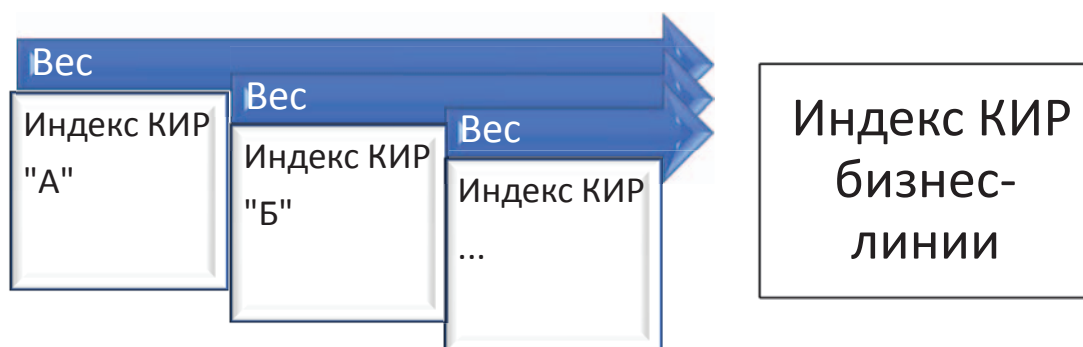 Вес
Индекс КИР
"А"
Вес
Индекс КИР
"Б"
Вес
Индекс КИР
...
Индекс КИР
бизнес-
линии